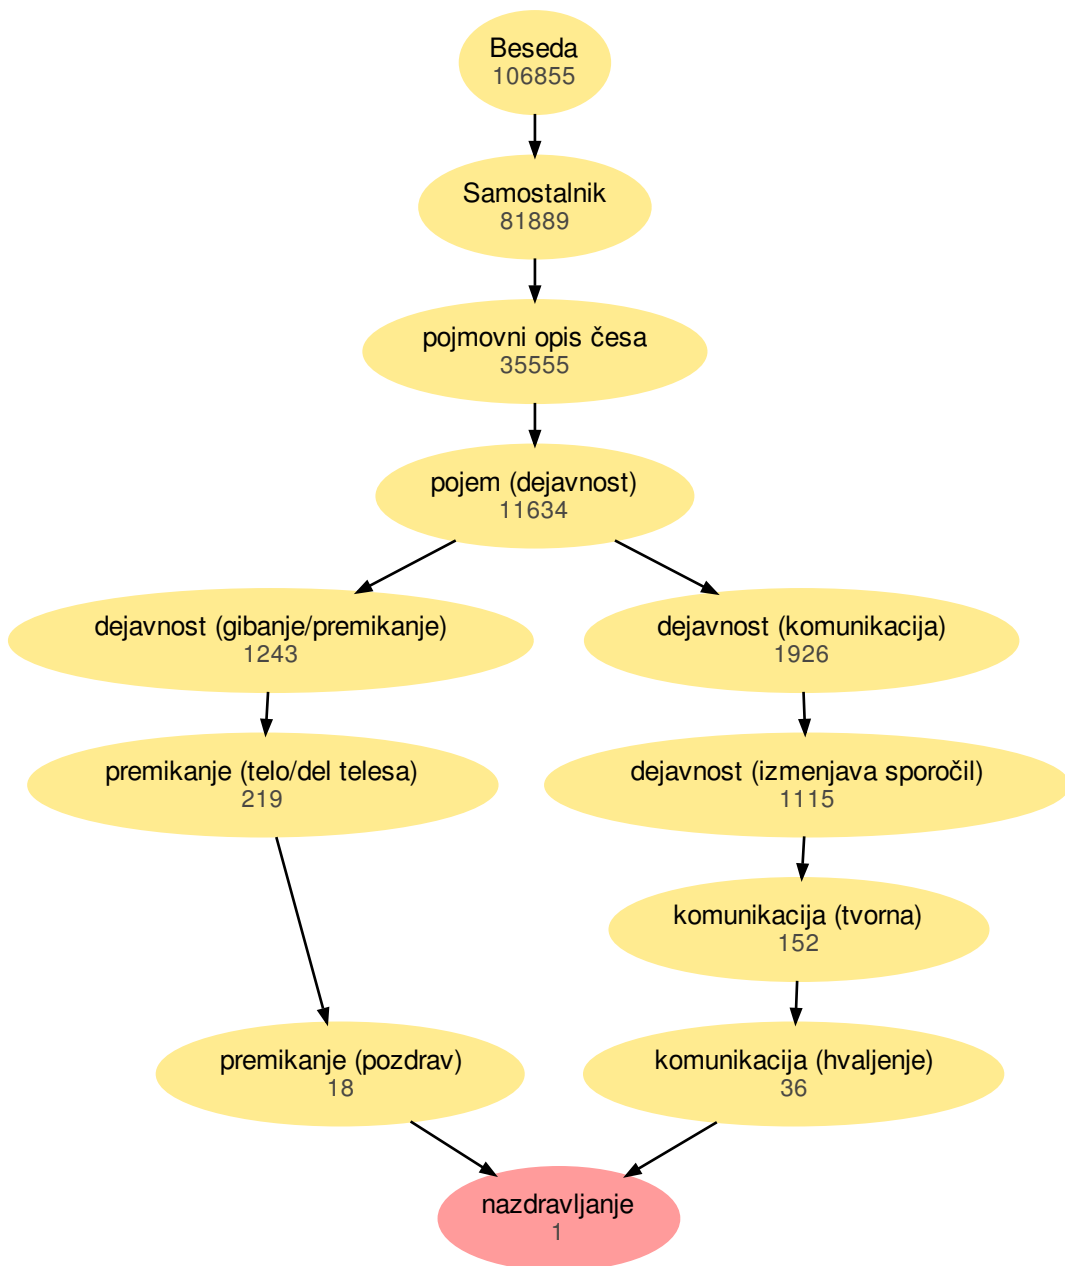 Beseda
106855
Samostalnik
81889
pojmovni opis česa
35555
pojem (dejavnost)
11634
dejavnost (gibanje/premikanje)
1243
dejavnost (komunikacija)
1926
premikanje (telo/del telesa)
219
dejavnost (izmenjava sporočil)
1115
komunikacija (tvorna)
152
premikanje (pozdrav)
18
komunikacija (hvaljenje)
36
nazdravljanje
1